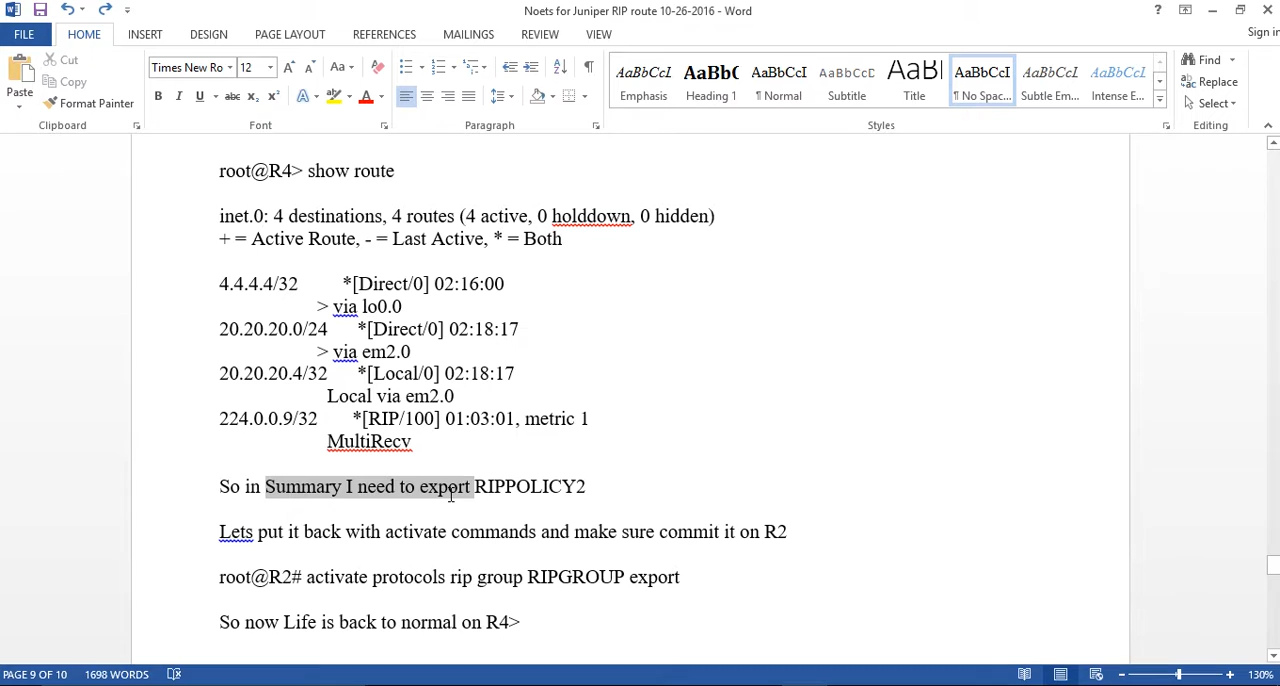 Noets for Juniper RIP route 10-26-2016 - Word
FILE HOME INSERT DESIGN PAGE LAYOUT REFERENCES MAILINGS REVIEW VIEW Sign in
Paste Cut Copy Format Painter
Times New Ro 12
AaBbCcI AaBbC AaBbCcI AaBbCcD AaBl AaBbCcI AaBbCcI AaBbCcI
Emphasis Heading 1 ¶ Normal Subtitle Title ¶ No Spac... Subtle Em... Intense E...
Find Replace Select
Clipboard Font Paragraph Styles Editing
root@R4> show route
inet.0: 4 destinations, 4 routes (4 active, 0 holddown, 0 hidden)
+ = Active Route, - = Last Active, * = Both
4.4.4.4/32 *[Direct/0] 02:16:00
> via lo0.0
20.20.20.0/24 *[Direct/0] 02:18:17
> via em2.0
20.20.20.4/32 *[Local/0] 02:18:17
Local via em2.0
224.0.0.9/32 *[RIP/100] 01:03:01, metric 1
MultiRecv
So in Summary I need to export RIPPOLICY2
Lets put it back with activate commands and make sure commit it on R2
root@R2# activate protocols rip group RIPGROUP export
So now Life is back to normal on R4>
PAGE 9 OF 10 1698 WORDS 130%